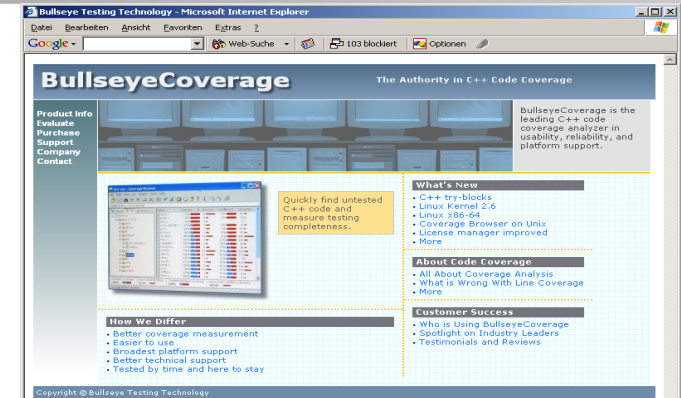 Bullseye Testing Technology - Microsoft Internet Explorer
Datei Bearbeiten Ansicht Favoriten Extras ?
Google Web-Suche 103 blockiert Optionen
BullseyeCoverage
The Authority in C++ Code Coverage
Product Info
Evaluate
Purchase
Support
Company
Contact
BullseyeCoverage is the
leading C++ code
coverage analyzer in
usability, reliability, and
platform support.
Quickly find untested
C++ code and
measure testing
completeness.
What's New
• C++ try-blocks
• Linux Kernel 2.6
• Linux x86-64
• Coverage Browser on Unix
• License manager improved
• More
About Code Coverage
• All About Coverage Analysis
• What is Wrong With Line Coverage
• More
How We Differ
• Better coverage measurement
• Easier to use
• Broadest platform support
• Better technical support
• Tested by time and here to stay
Customer Success
• Who is Using BullseyeCoverage
• Spotlight on Industry Leaders
• Testimonials and Reviews
Copyright © Bullseye Testing Technology